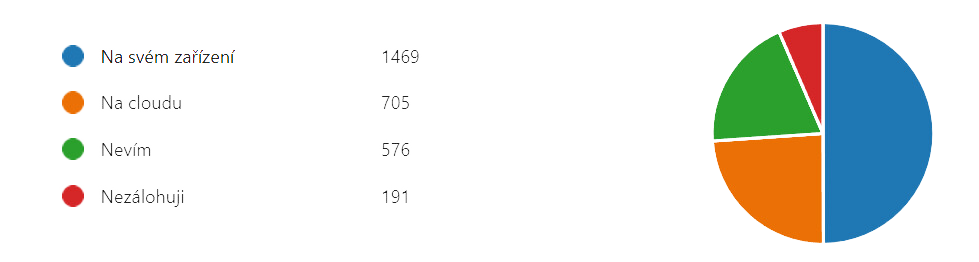 Na svém zařízení 1469
Na cloudu 705
Nevím 576
Nezálohuji 191